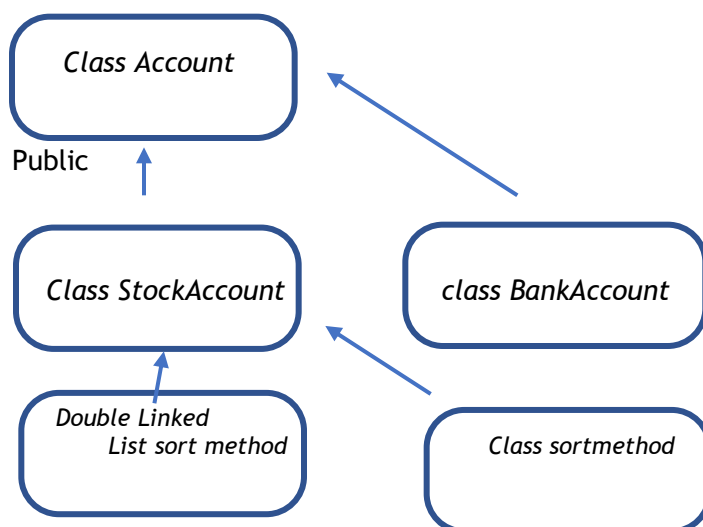 Class Account
Public
Class StockAccount
class BankAccount
Double Linked
List sort method
Class sortmethod